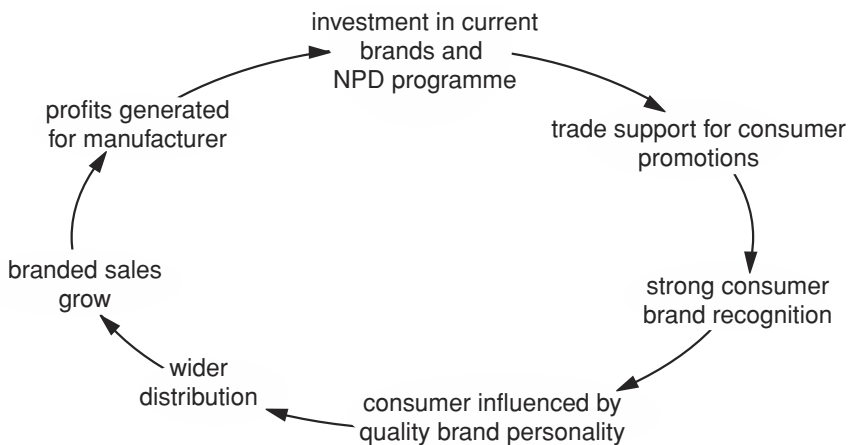 investment in current
brands and
NPD programme
trade support for consumer
promotions
strong consumer
brand recognition
consumer influenced by
quality brand personality
wider
distribution
branded sales
grow
profits generated
for manufacturer